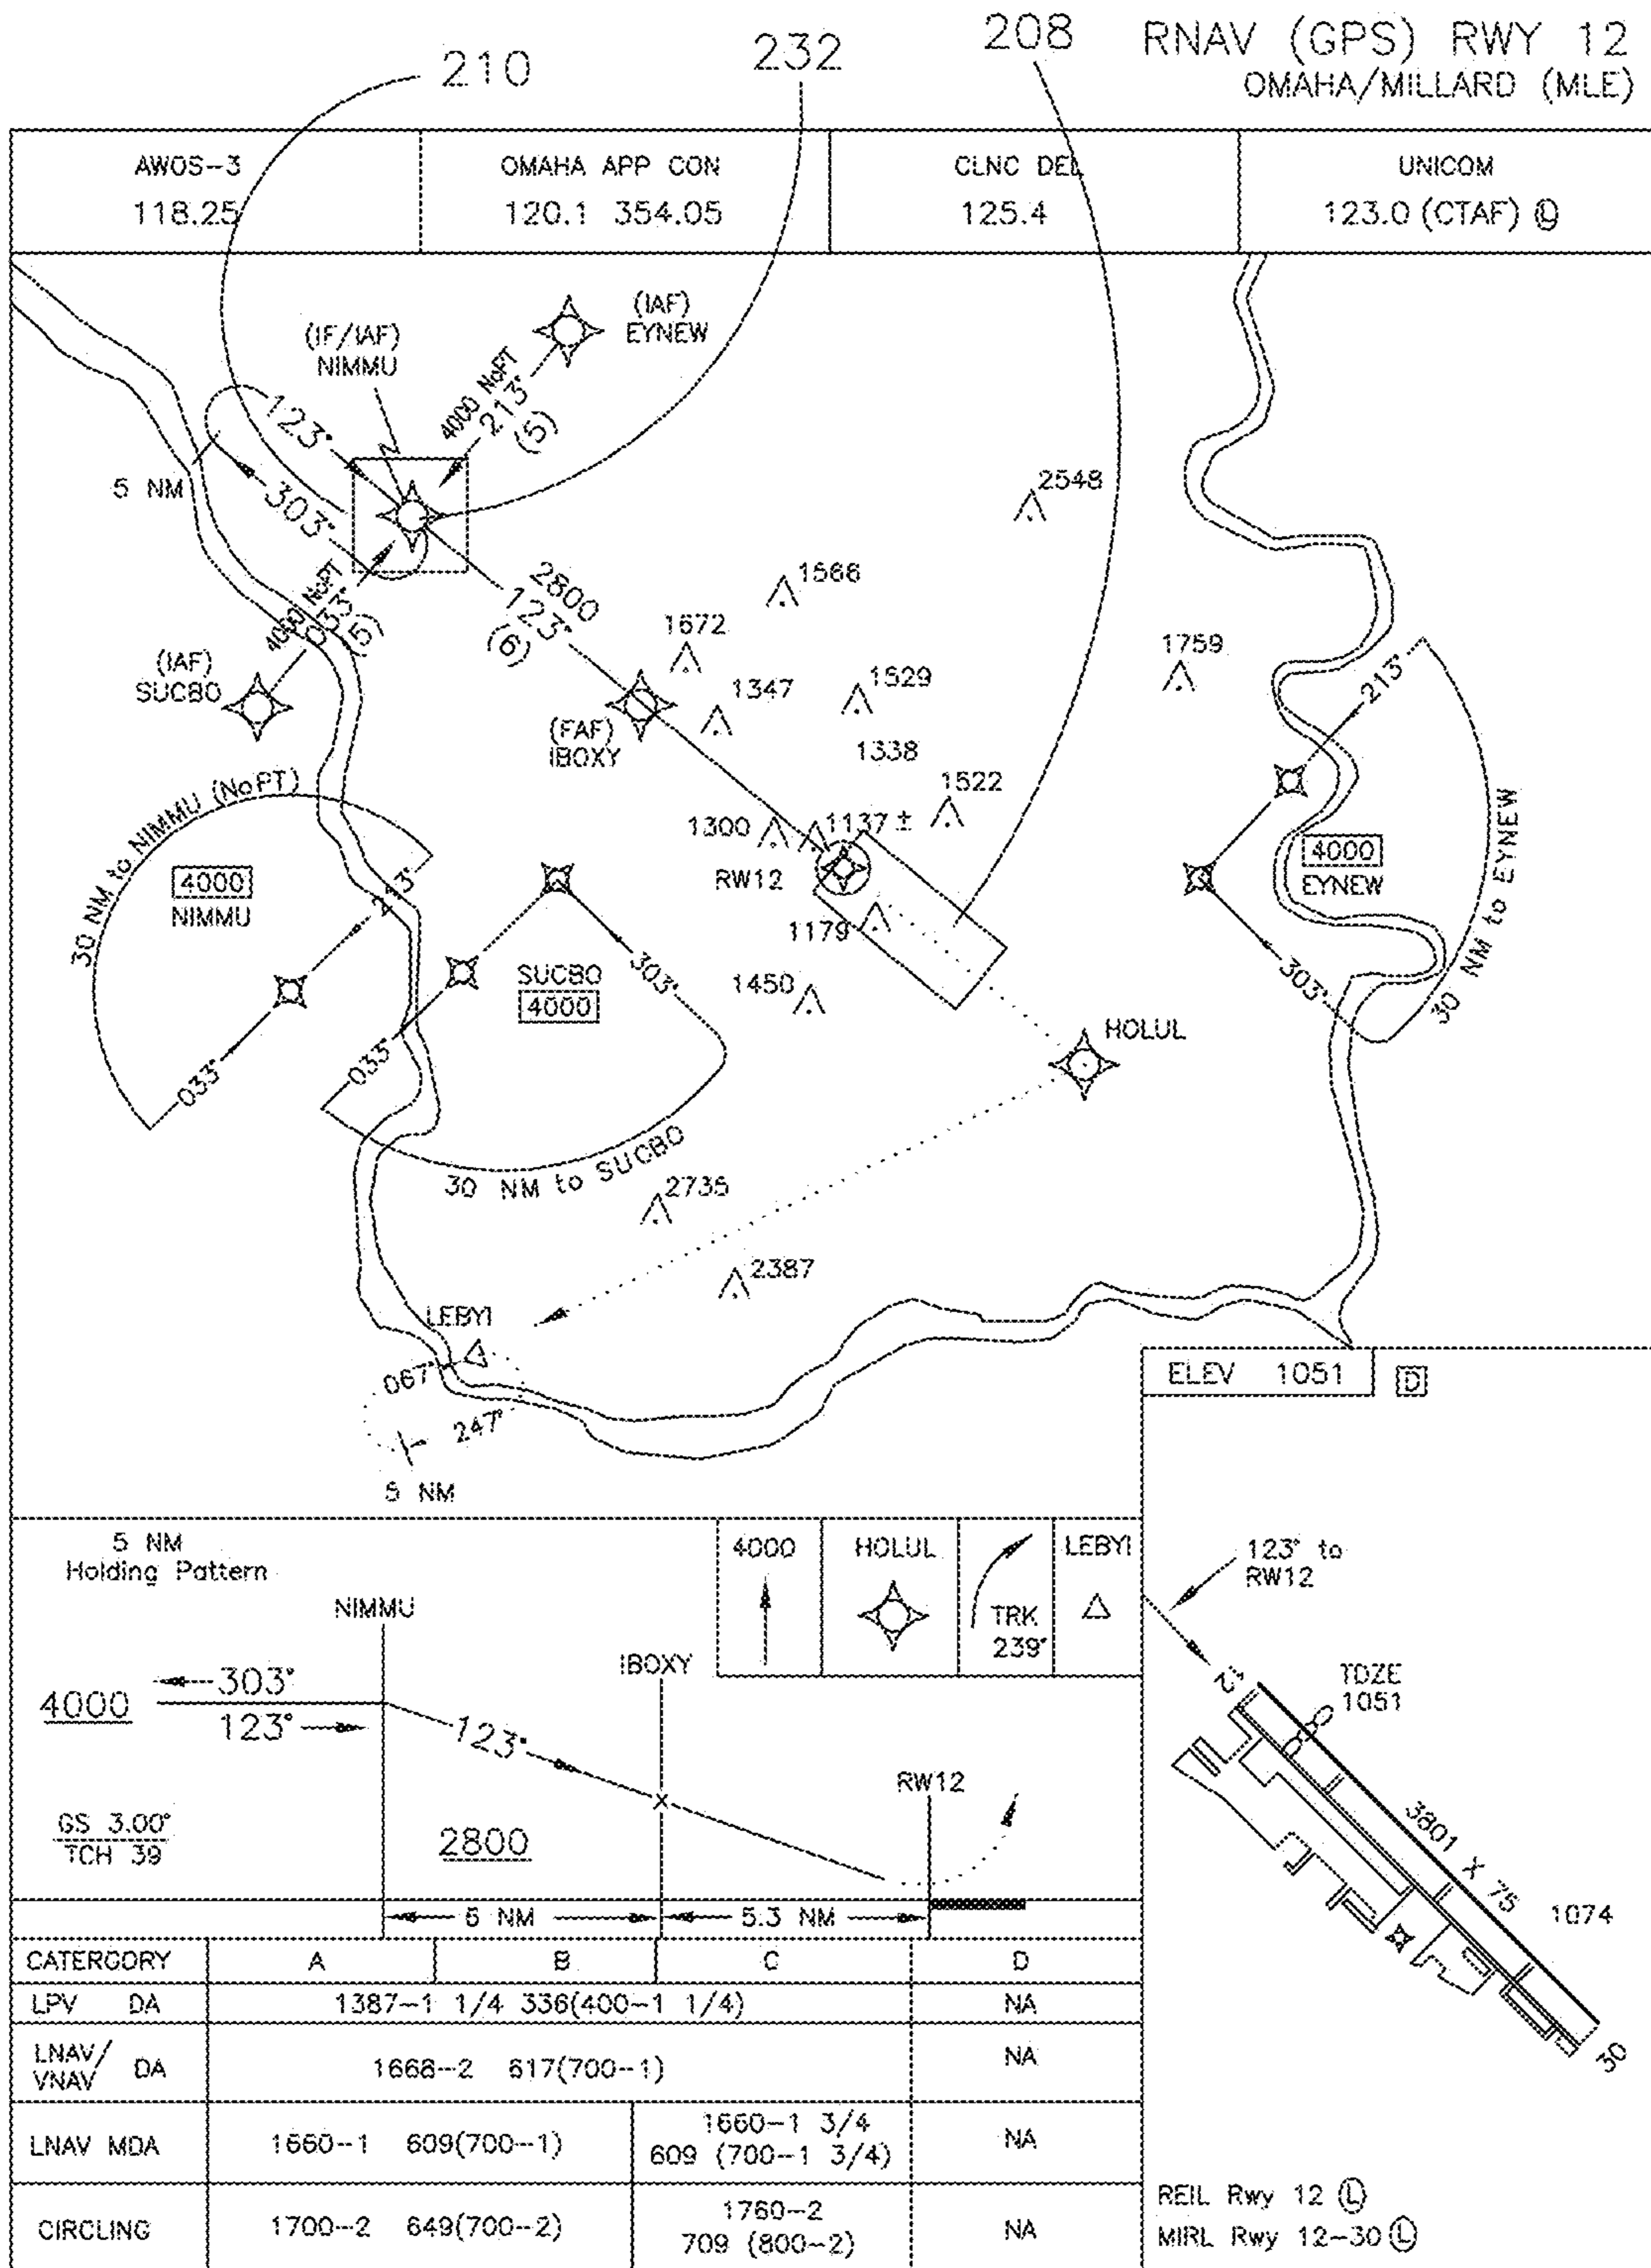 210
232
208
RNAV (GPS) RWY 12
OMAHA/MILLARD (MLE)
AWOS-3
118.25
OMAHA APP CON
120.1 354.05
CLNC DEL
125.4
UNICOM
123.0 (CTAF) Ⓛ
(IF/IAF)
NIMMU
(IAF)
EYNEW
4000 NoPT
213°
(5)
123°
303°
5 NM
4000 NoPT
033°
(5)
(IAF)
SUCBO
2800
123°
(6)
(FAF)
IBOXY
2548
1566
1672
1347
1529
1338
1759
1522
1300
1137 ±
RW12
1179
1450
HOLUL
30 NM to NIMMU (NoPT)
4000
NIMMU
213°
033°
SUCBO
4000
303°
033°
30 NM to SUCBO
213°
4000
EYNEW
303°
30 NM to EYNEW
2735
2387
LEBYI
067°
247°
5 NM
ELEV 1051
D
5 NM
Holding Pattern
NIMMU
303°
4000
123°
123°
IBOXY
GS 3.00°
TCH 39
2800
RW12
6 NM
5.3 NM
4000
HOLUL
TRK
239°
LEBYI
123° to
RW12
12
TDZE
1051
3801 X 75
1074
30
CATERGORY A B C D
LPV DA 1387-1 1/4 336(400-1 1/4) NA
LNAV/
VNAV DA 1668-2 617(700-1) NA
LNAV MDA 1660-1 609(700-1) 1660-1 3/4
609 (700-1 3/4) NA
CIRCLING 1700-2 649(700-2) 1760-2
709 (800-2) NA
REIL Rwy 12 Ⓛ
MIRL Rwy 12-30 Ⓛ